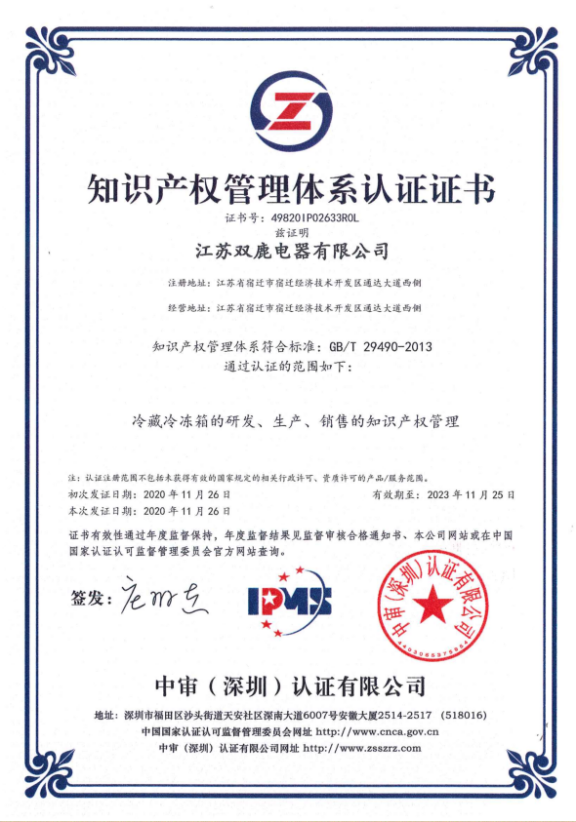 Z
知识产权管理体系认证证书
证书号：49820IP02633R0L
兹证明
江苏双鹿电器有限公司
注册地址：江苏省宿迁市宿迁经济技术开发区通达大道西侧
经营地址：江苏省宿迁市宿迁经济技术开发区通达大道西侧
知识产权管理体系符合标准：GB/T 29490-2013
通过认证的范围如下：
冷藏冷冻箱的研发、生产、销售的知识产权管理
注：认证注册范围不包括未获得有效的国家规定的相关行政许可、资质许可的产品/服务范围。
初次发证日期：2020 年 11 月 26 日 有效期至：2023 年 11 月 25 日
本次发证日期：2020 年 11 月 26 日
证书有效性通过年度监督保持，年度监督结果见监督审核合格通知书、本公司网站或在中国
国家认证认可监督管理委员会官方网站查询。
签发：
IPMS
中审（深圳）认证有限公司
中审（深圳）认证有限公司
地址：深圳市福田区沙头街道天安社区深南大道6007号安徽大厦2514-2517 （518016）
中国国家认证认可监督管理委员会网址 http://www.cnca.gov.cn
中审（深圳）认证有限公司网址 http://www.zsszrz.com